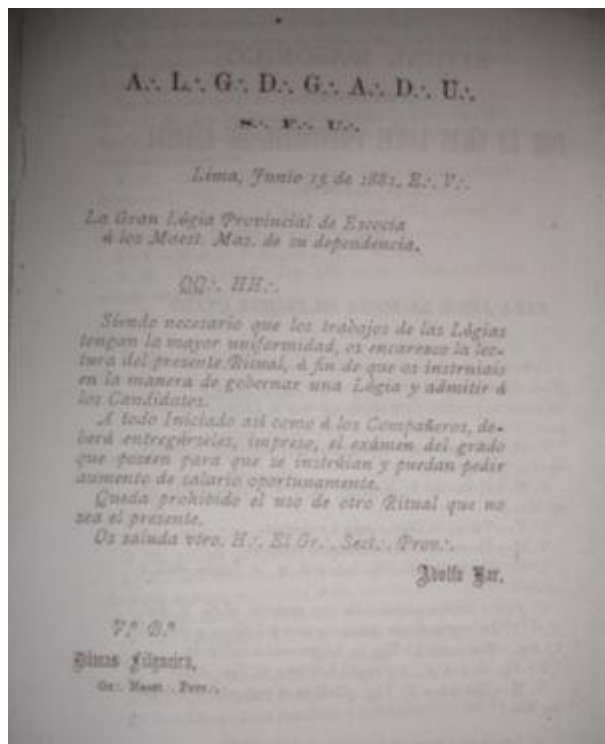 A∴ L∴ G∴ D∴ G∴ A∴ D∴ U∴
S∴ F∴ U∴
Lima, Junio 15 de 1881, E∴ V∴
La Gran Lógia Provincial de Escocia
á los Maest. Mas. de su dependencia.
QQ∴ HH∴
Siendo necesario que los trabajos de las Lógias
tengan la mayor uniformidad, os encarezco la lec-
tura del presente Ritual, á fin de que os instruiais
en la manera de gobernar una Lógia y admitir á
los Candidatos.
A todo Iniciado así como á los Compañeros, de-
berá entregárseles, impreso, el exámen del grado
que poseen para que se instrúian y puedan pedir
aumento de salario oportunamente.
Queda prohibido el uso de otro Ritual que no
sea el presente.
Os saluda vtro. H∴ El Gr∴ Sect∴ Prov∴
Adolfo
V.° B.°
Dimas Filgueira,
Gr∴ Maest∴ Prov∴